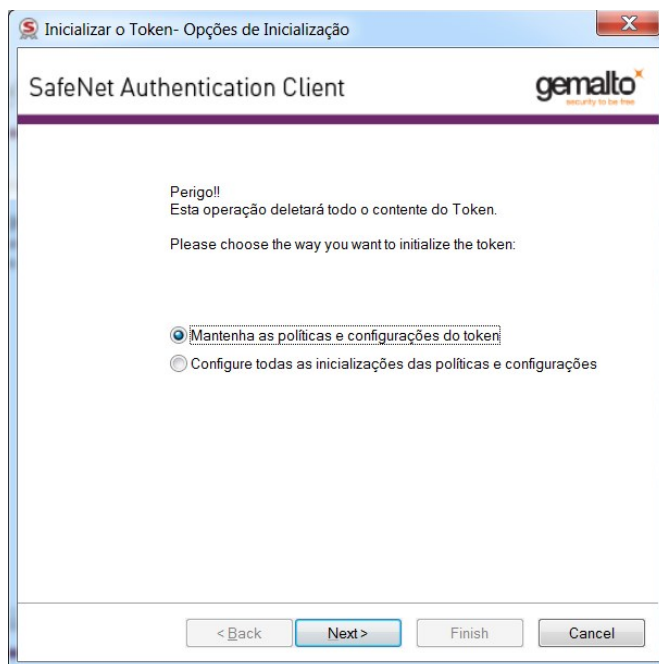 Inicializar o Token- Opções de Inicialização
SafeNet Authentication Client
gemalto
security to be free
Perigo!!
Esta operação deletará todo o contente do Token.
Please choose the way you want to initialize the token:
Mantenha as políticas e configurações do token
Configure todas as inicializações das políticas e configurações
< Back
Next >
Finish
Cancel